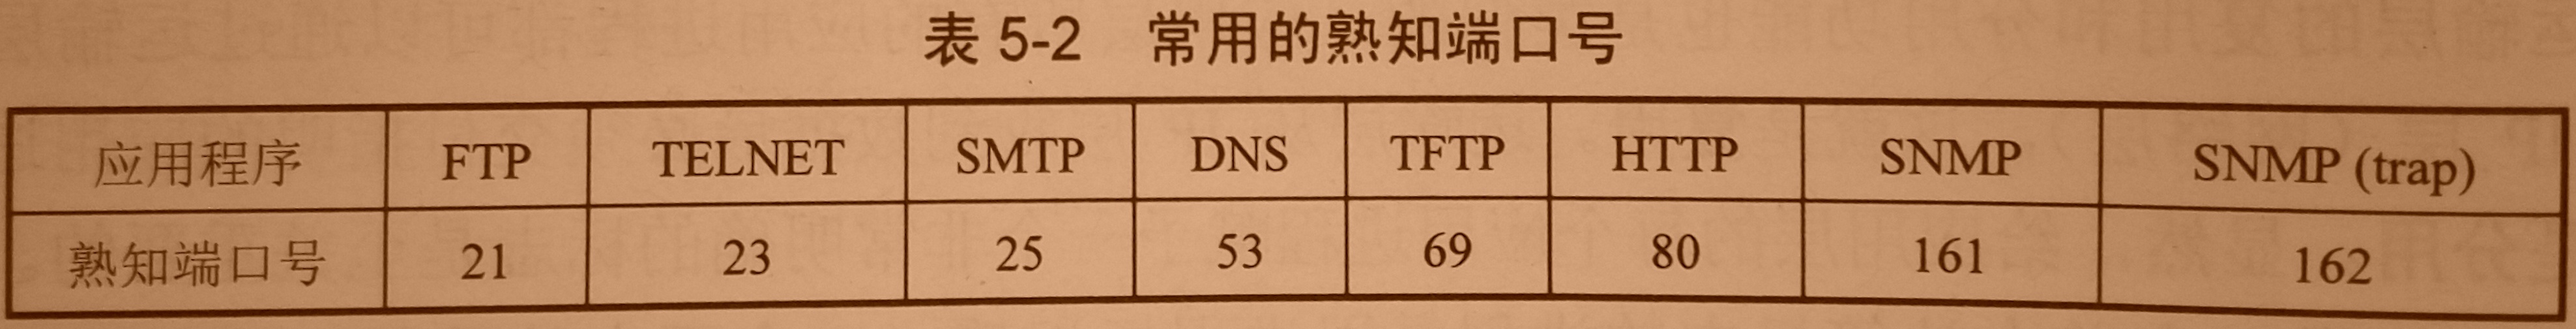 表 5-2 常用的熟知端口号
应用程序 FTP TELNET SMTP DNS TFTP HTTP SNMP SNMP (trap)
熟知端口号 21 23 25 53 69 80 161 162